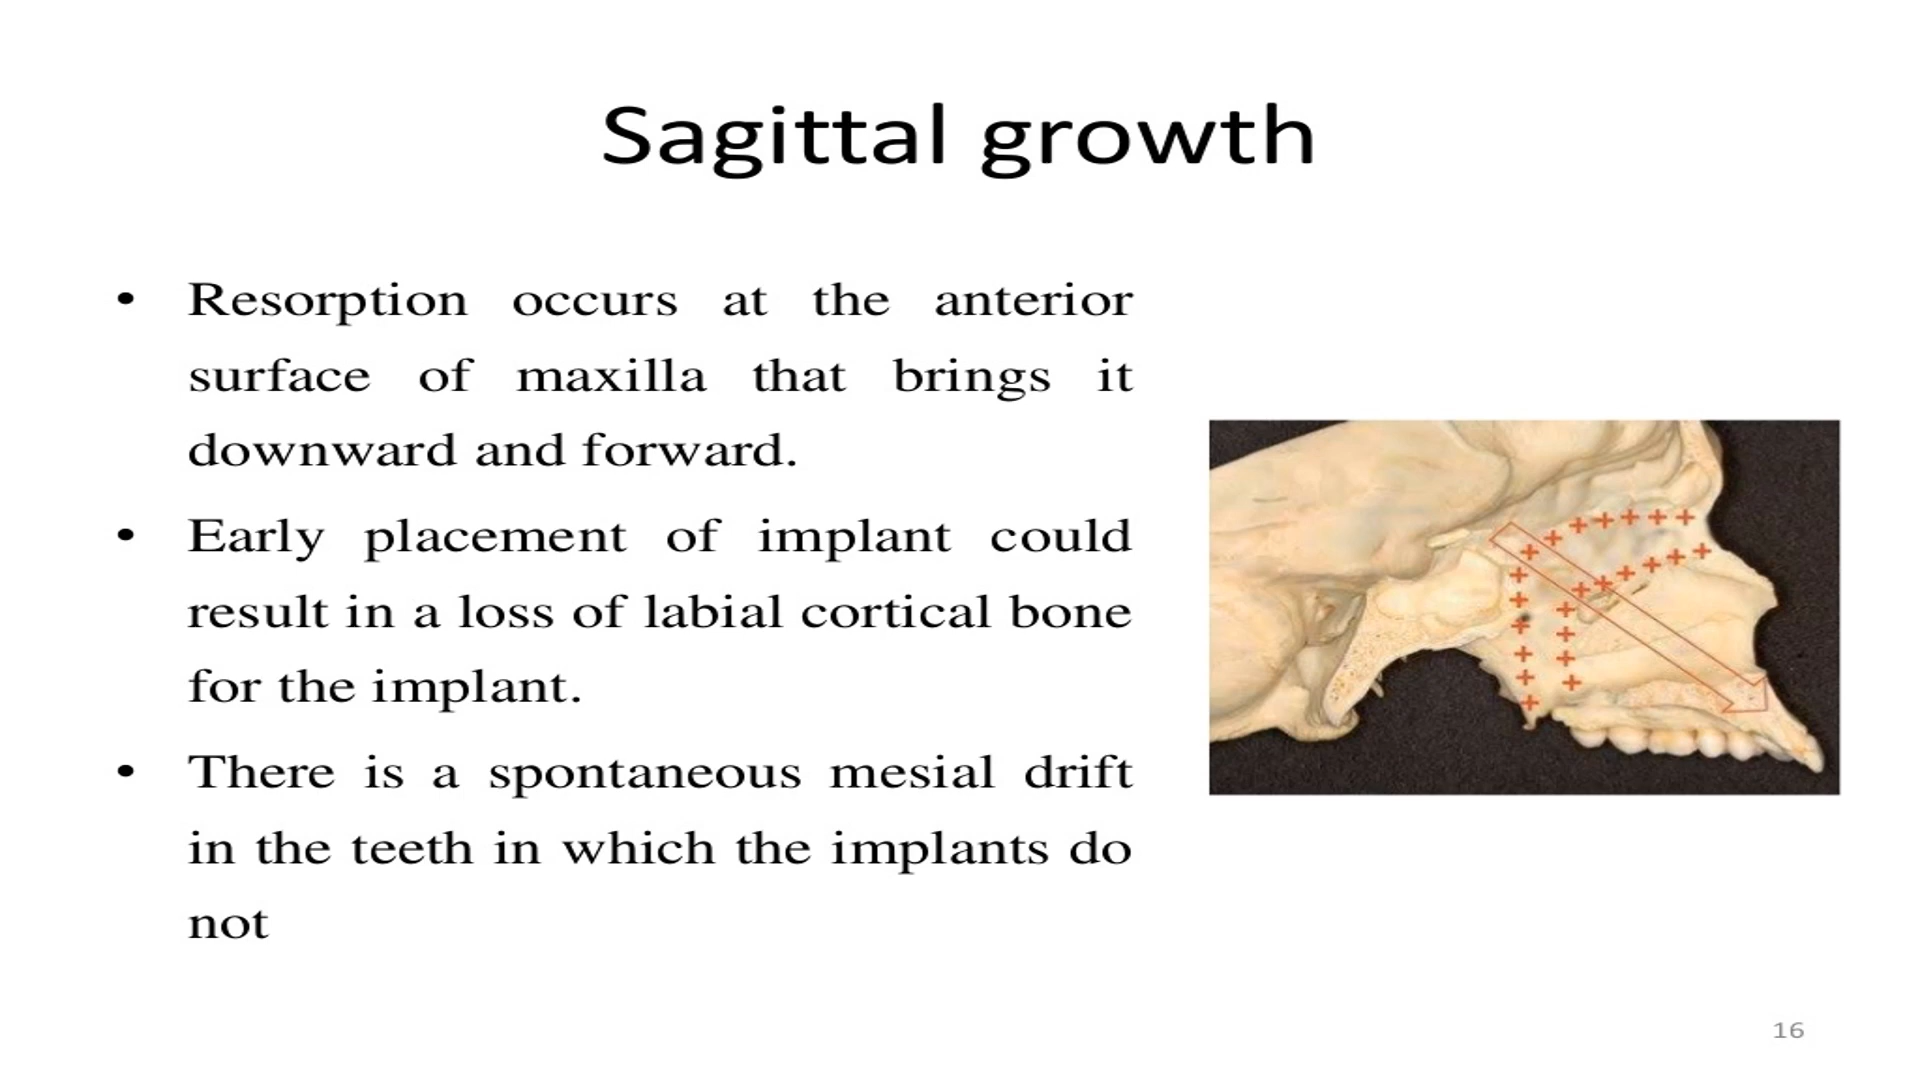 Sagittal growth
• Resorption occurs at the anterior
surface of maxilla that brings it
downward and forward.
• Early placement of implant could
result in a loss of labial cortical bone
for the implant.
• There is a spontaneous mesial drift
in the teeth in which the implants do
not
16